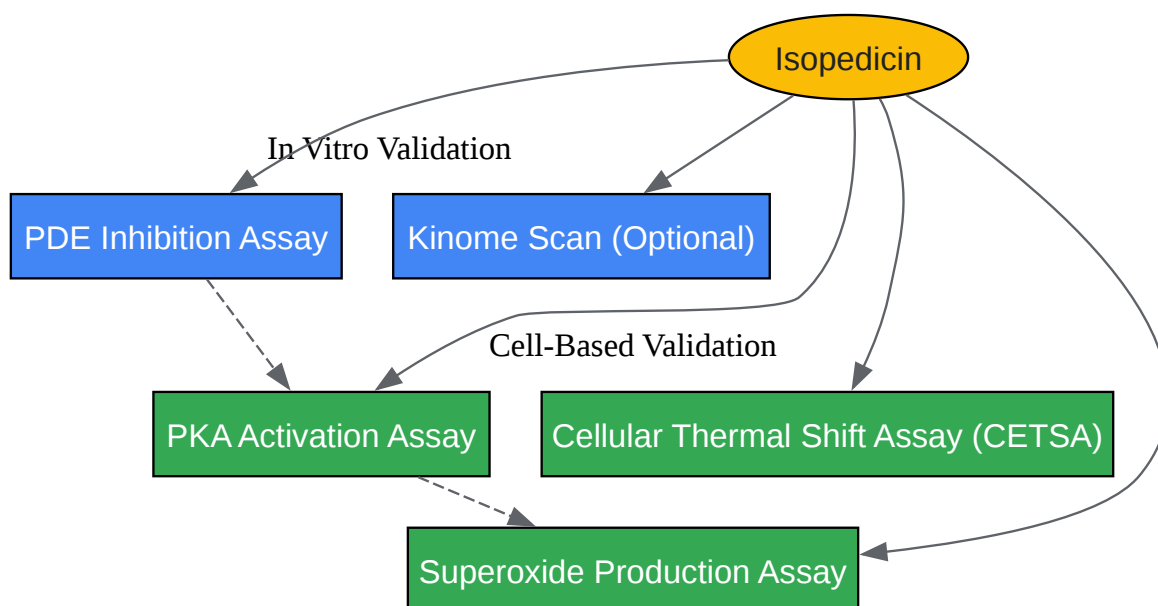 Isopedicin
In Vitro Validation
PDE Inhibition Assay
Kinome Scan (Optional)
Cell-Based Validation
PKA Activation Assay
Cellular Thermal Shift Assay (CETSA)
Superoxide Production Assay